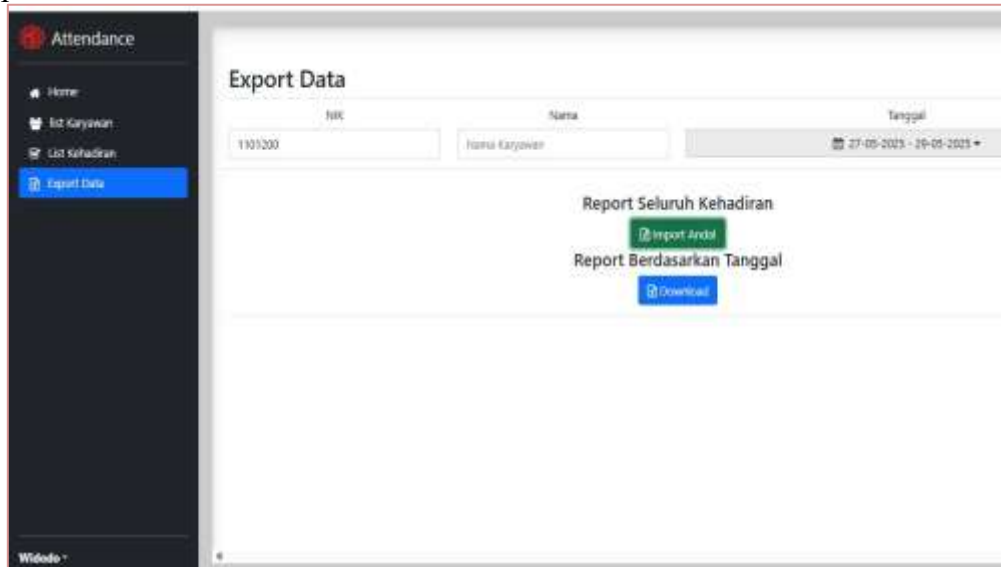 Attendance
Home
list Karyawan
List Kehadiran
Export Data
Widodo
Export Data
NIK
Nama
Tanggal
1101200
Nama Karyawan
27-05-2025 - 29-05-2025
Report Seluruh Kehadiran
Import Andal
Report Berdasarkan Tanggal
Download